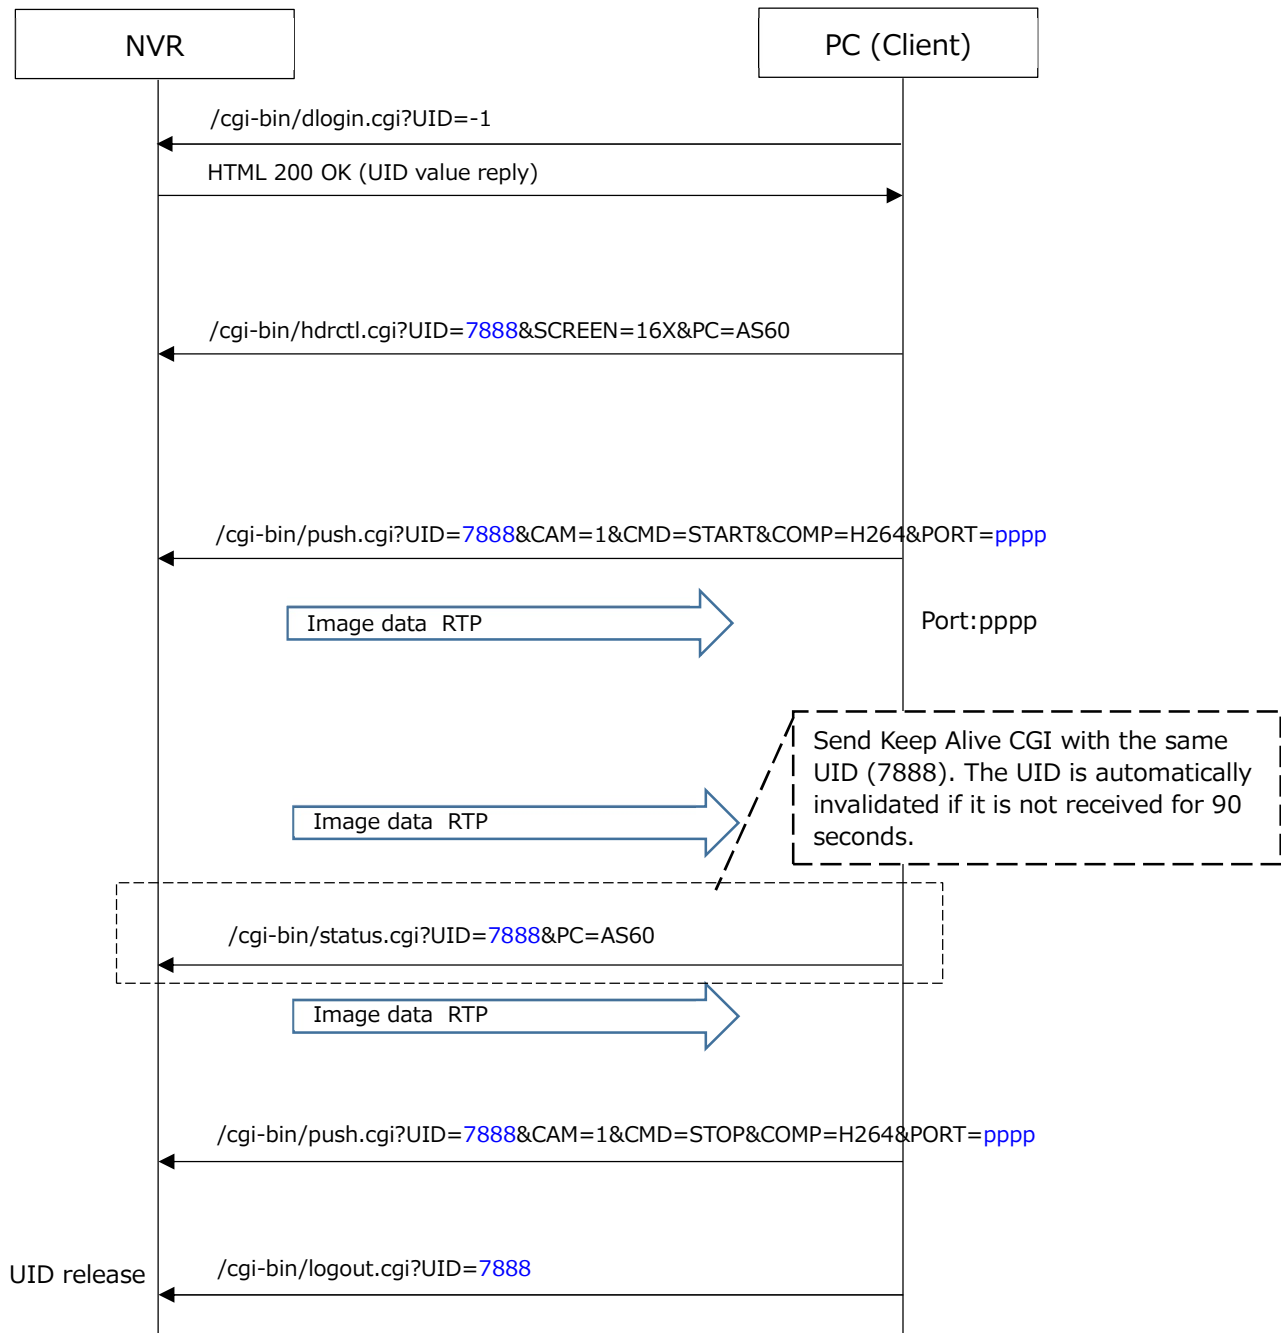 NVR
PC (Client)
/cgi-bin/dlogin.cgi?UID=-1
HTML 200 OK (UID value reply)
/cgi-bin/hdrctl.cgi?UID=7888&SCREEN=16X&PC=AS60
/cgi-bin/push.cgi?UID=7888&CAM=1&CMD=START&COMP=H264&PORT=pppp
Image data  RTP
Port:pppp
Send Keep Alive CGI with the same
UID (7888). The UID is automatically
invalidated if it is not received for 90
seconds.
Image data  RTP
/cgi-bin/status.cgi?UID=7888&PC=AS60
Image data  RTP
/cgi-bin/push.cgi?UID=7888&CAM=1&CMD=STOP&COMP=H264&PORT=pppp
UID release
/cgi-bin/logout.cgi?UID=7888